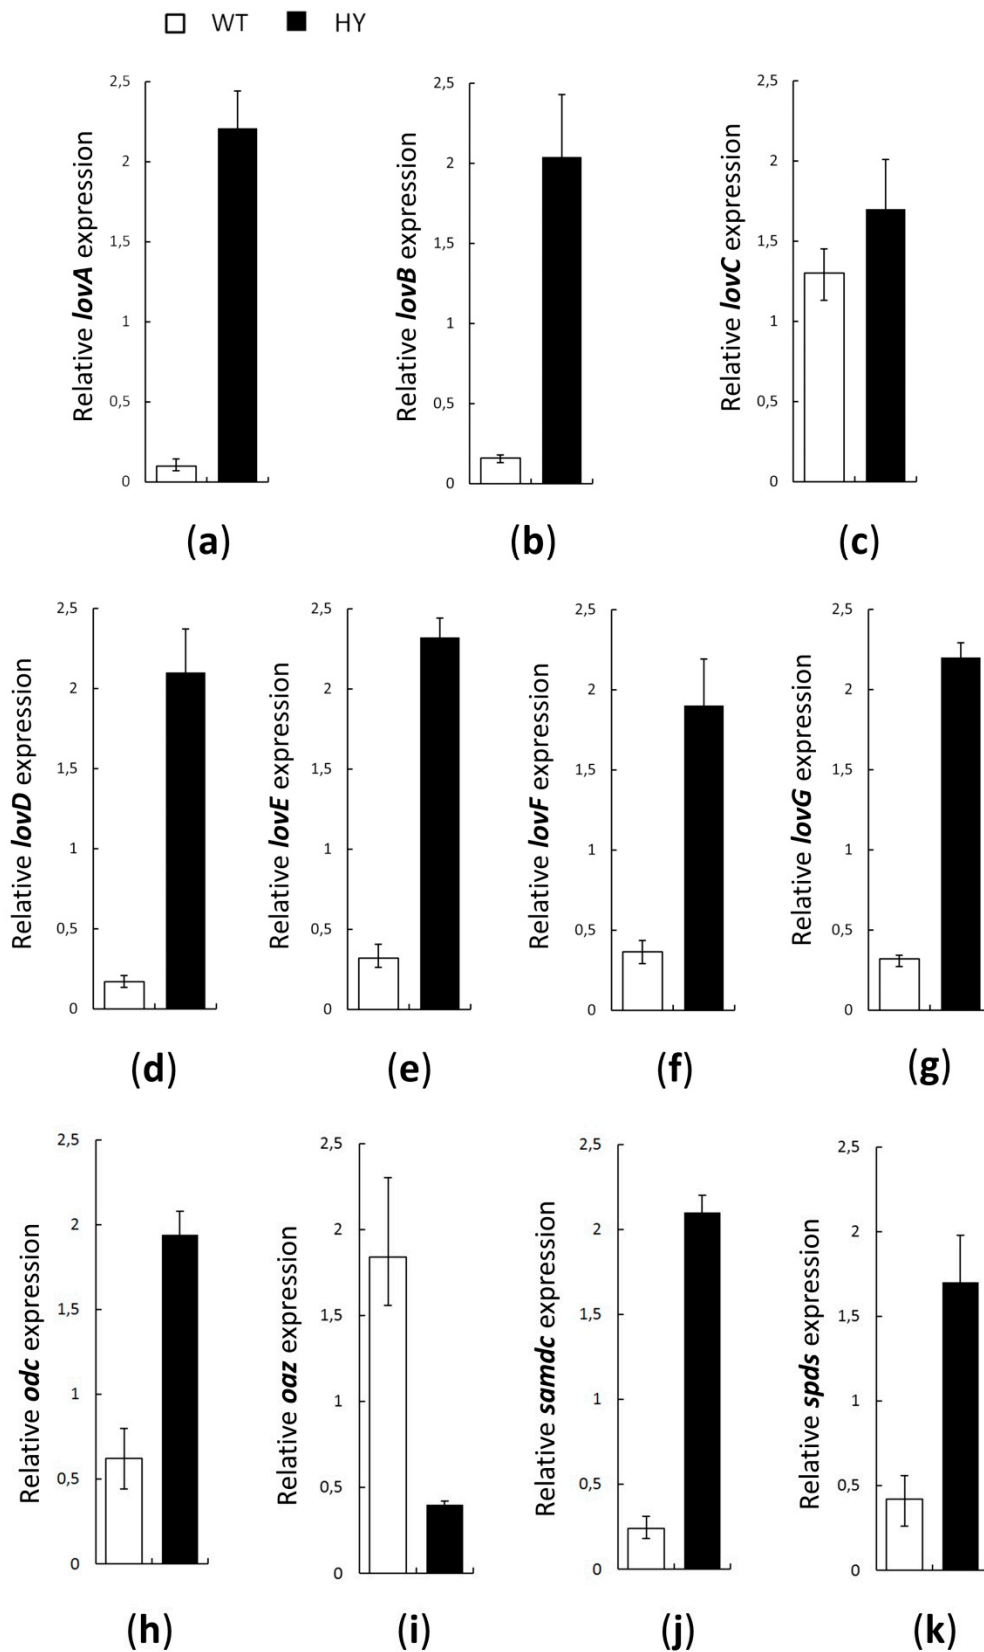 WT HY
Relative lovA expression
2,5
2
1,5
1
0,5
0
(a)
Relative lovB expression
2,5
2
1,5
1
0,5
0
(b)
Relative lovC expression
2,5
2
1,5
1
0,5
0
(c)
Relative lovD expression
2,5
2
1,5
1
0,5
0
(d)
Relative lovE expression
2,5
2
1,5
1
0,5
0
(e)
Relative lovF expression
2,5
2
1,5
1
0,5
0
(f)
Relative lovG expression
2,5
2
1,5
1
0,5
0
(g)
Relative odc expression
2,5
2
1,5
1
0,5
0
(h)
Relative oaz expression
2,5
2
1,5
1
0,5
0
(i)
Relative samdc expression
2,5
2
1,5
1
0,5
0
(j)
Relative spds expression
2,5
2
1,5
1
0,5
0
(k)